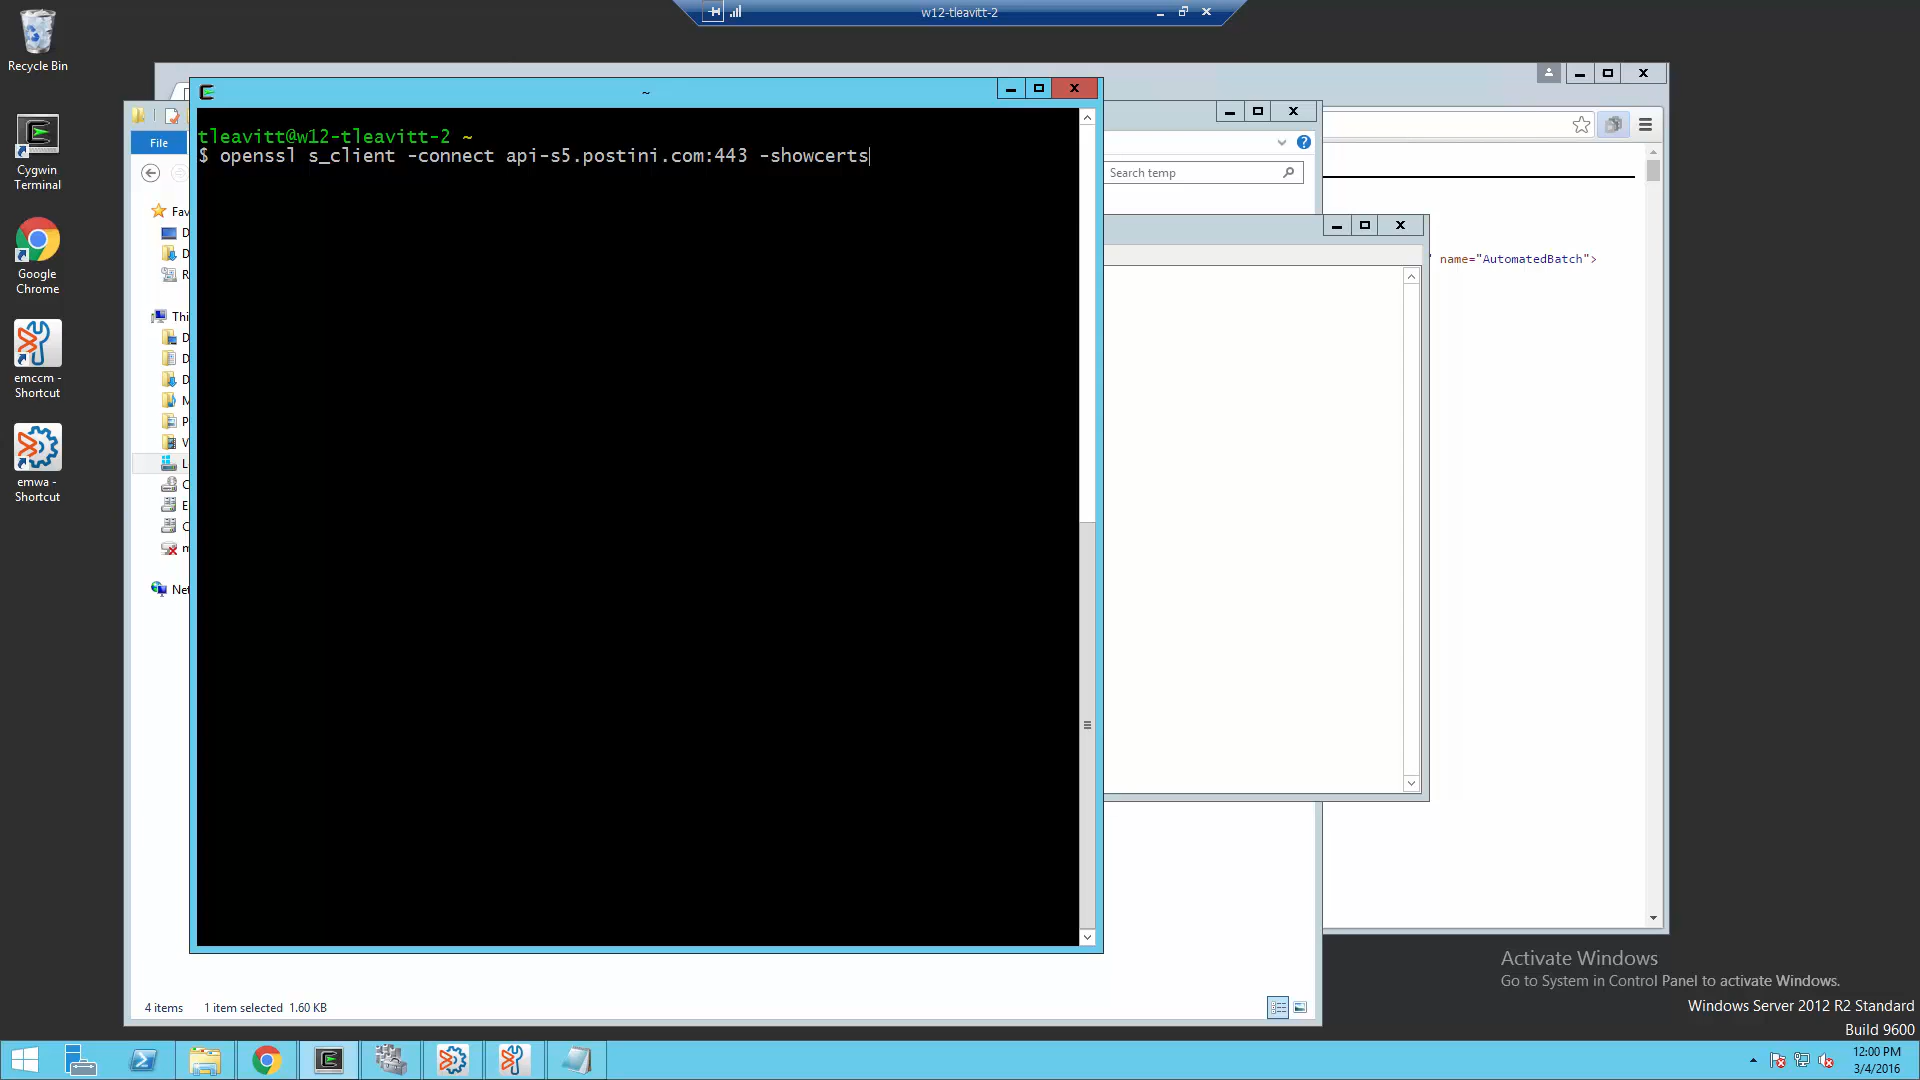 w12-tleavitt-2
Recycle Bin
Cygwin
Terminal
Google
Chrome
emccm -
Shortcut
emwa -
Shortcut
~
tleavitt@w12-tleavitt-2 ~
$ openssl s_client -connect api-s5.postini.com:443 -showcerts
File
Search temp
Fav
D
D
R
Thi
D
D
D
M
P
V
L
C
E
C
m
Net
" name="AutomatedBatch">
4 items
1 item selected 1.60 KB
Activate Windows
Go to System in Control Panel to activate Windows.
Windows Server 2012 R2 Standard
Build 9600
12:00 PM
3/4/2016